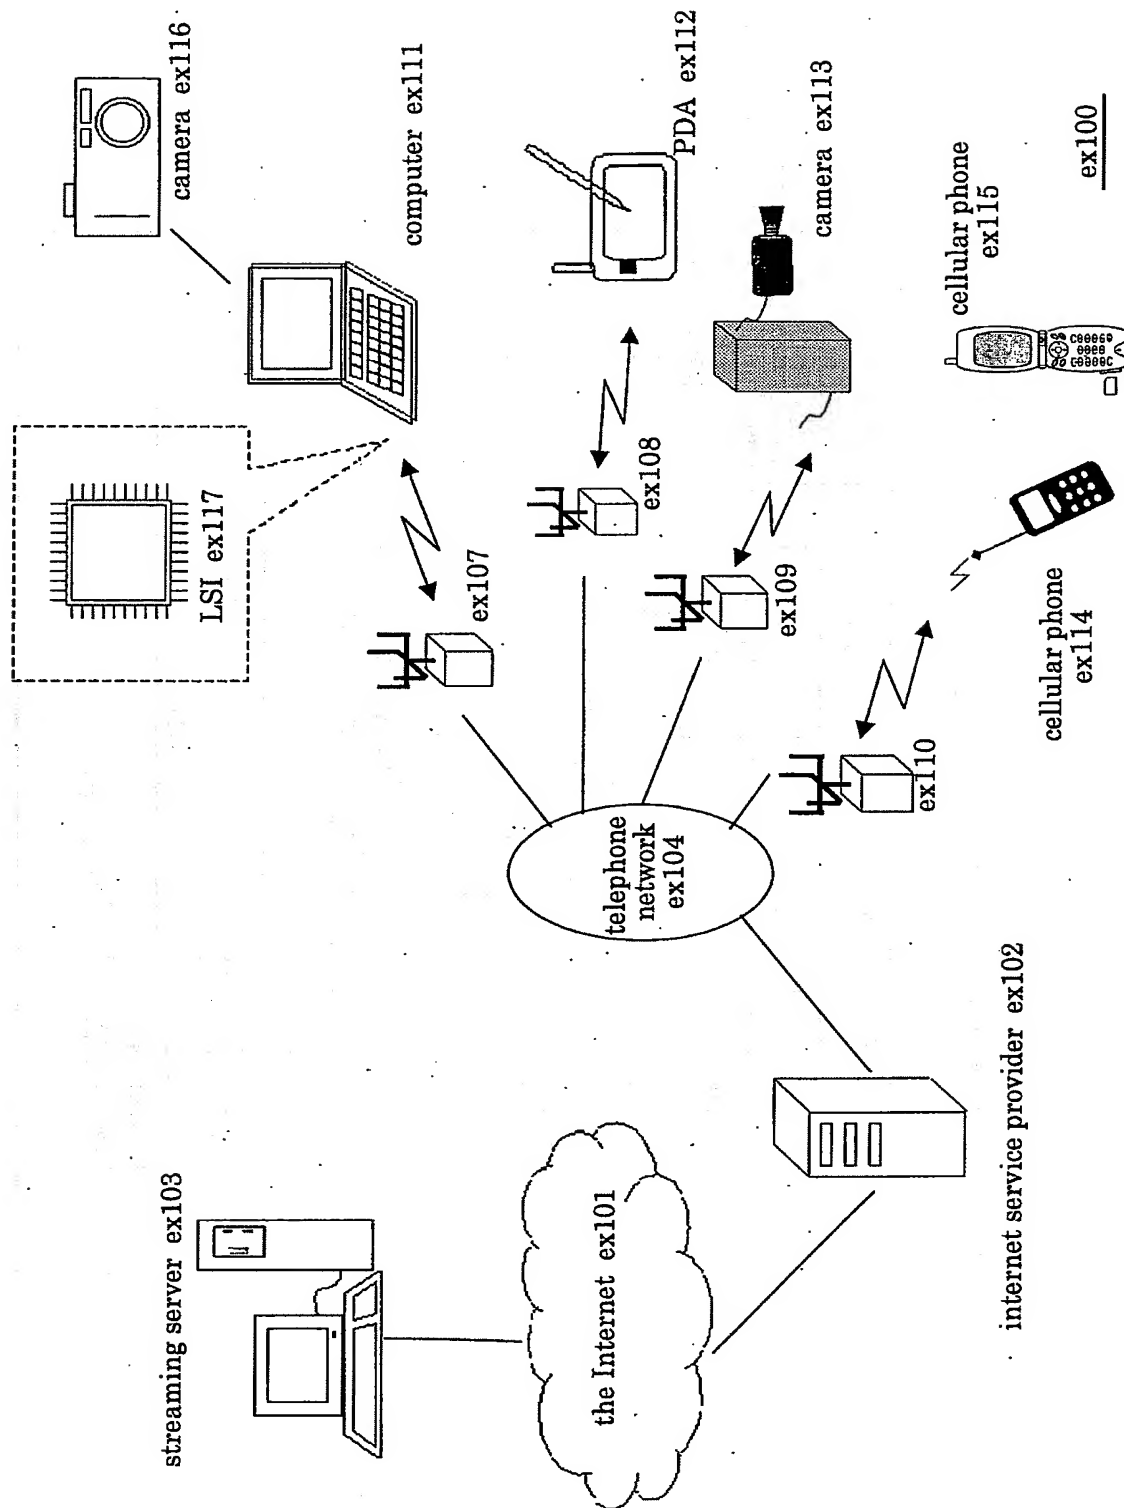 streaming server ex103
the Internet ex101
internet service provider ex102
telephone
network
ex104
LSI ex117
camera ex116
computer ex111
ex107
PDA ex112
ex108
camera ex113
ex109
cellular phone
ex115
ex110
cellular phone
ex114
ex100